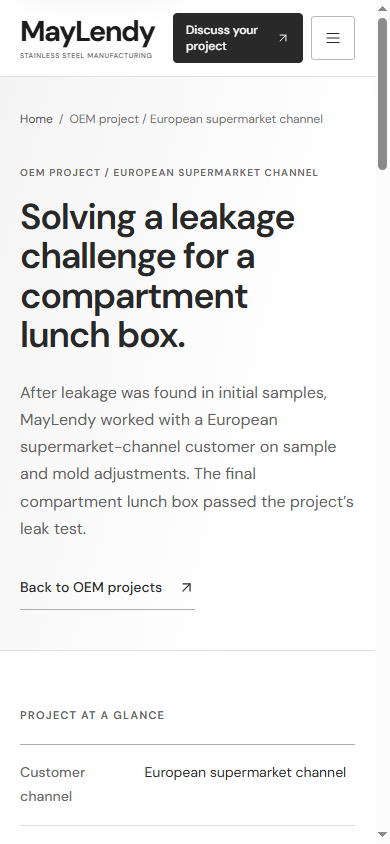 MayLendy
STAINLESS STEEL MANUFACTURING
Discuss your
project
Home / OEM project / European supermarket channel
OEM PROJECT / EUROPEAN SUPERMARKET CHANNEL
Solving a leakage
challenge for a
compartment
lunch box.
After leakage was found in initial samples,
MayLendy worked with a European
supermarket-channel customer on sample
and mold adjustments. The final
compartment lunch box passed the project’s
leak test.
Back to OEM projects
PROJECT AT A GLANCE
Customer
channel
European supermarket channel